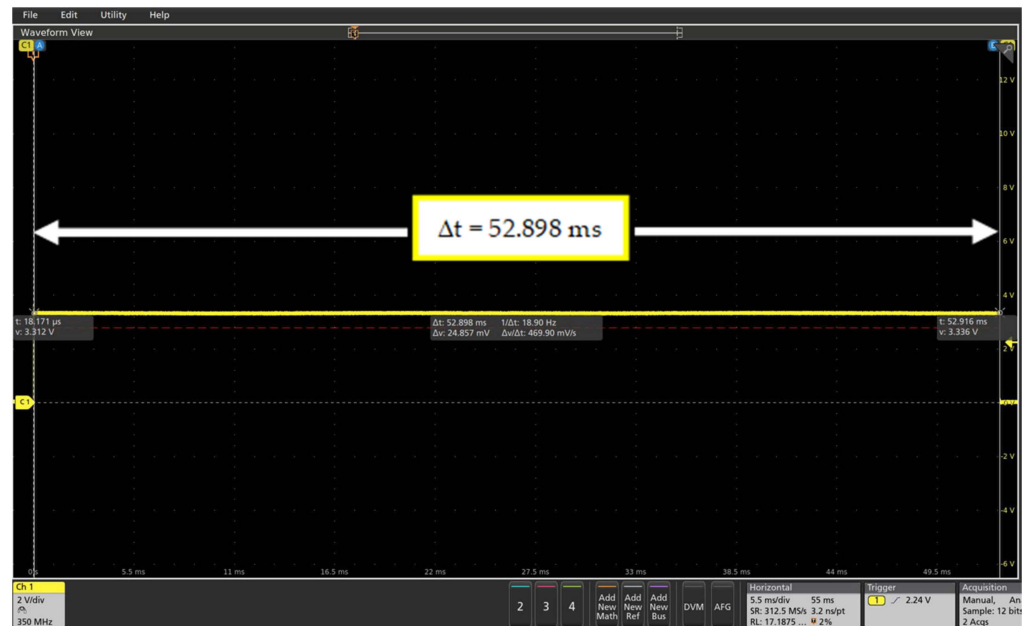 File Edit Utility Help
Waveform View
C1 A
12 V
10 V
8 V
Δt = 52.898 ms
6 V
4 V
t: 18.171 µs
v: 3.312 V
Δt: 52.898 ms 1/Δt: 18.90 Hz
Δv: 24.857 mV Δv/Δt: 469.90 mV/s
t: 52.916 ms
v: 3.336 V
2 V
C1
-2 V
-4 V
-6 V
0 s 5.5 ms 11 ms 16.5 ms 22 ms 27.5 ms 33 ms 38.5 ms 44 ms 49.5 ms
Ch 1
2 V/div
350 MHz
2 3 4
Add New Math
Add New Ref
Add New Bus
DVM AFG
Horizontal
5.5 ms/div 55 ms
SR: 312.5 MS/s 3.2 ns/pt
RL: 17.1875 ... 2%
Trigger
1 2.24 V
Acquisition
Manual, An
Sample: 12 bits
2 Acqs